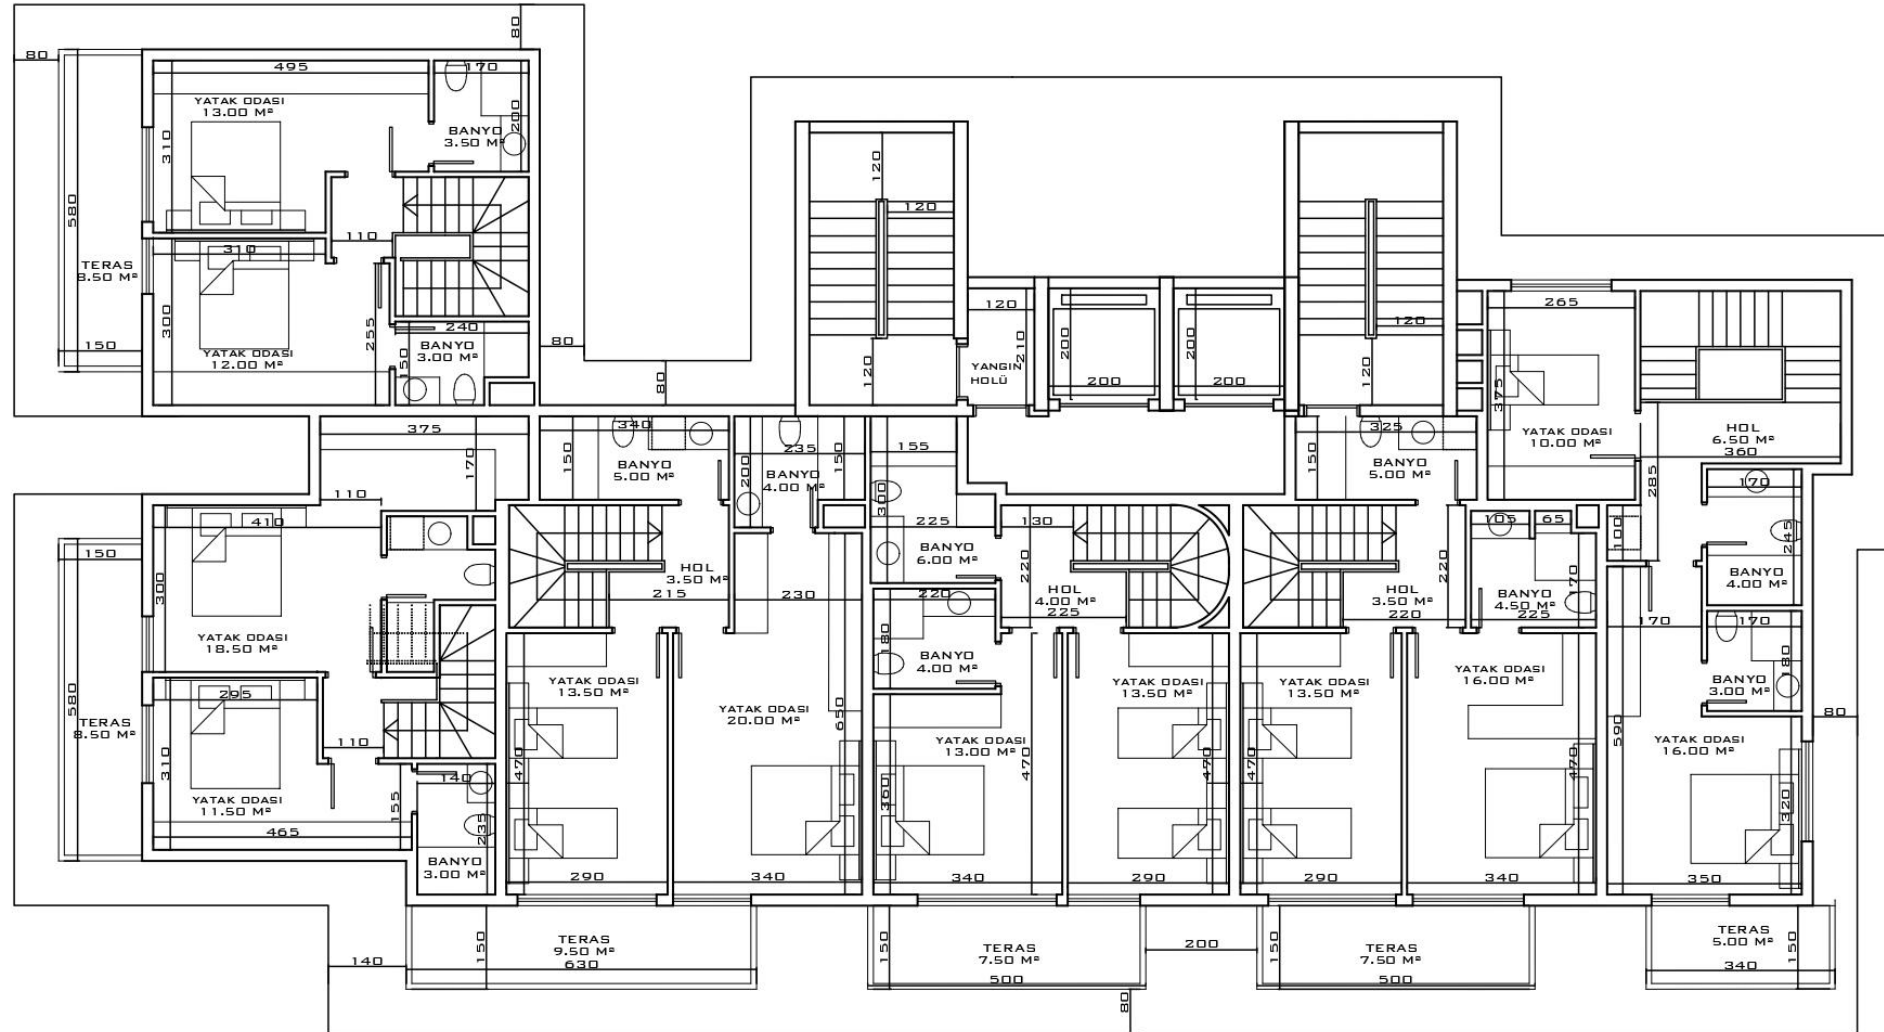 80
80
495
170
YATAK ODASI
13.00 M²
BANYO
3.50 M²
200
310
580
110
120
120
TERAS
8.50 M²
310
300
255
240
BANYO
3.00 M²
150
YATAK ODASI
12.00 M²
150
80
80
120
120
210
YANGIN
HOLÜ
200
200
200
200
120
120
265
375
YATAK ODASI
10.00 M²
HOL
6.50 M²
360
285
375
170
110
340
150
BANYO
5.00 M²
235
200
150
BANYO
4.00 M²
155
300
225
130
BANYO
6.00 M²
325
150
BANYO
5.00 M²
105
65
100
170
245
BANYO
4.00 M²
150
410
300
YATAK ODASI
18.50 M²
HOL
3.50 M²
215
230
220
HOL
4.00 M²
225
220
180
BANYO
4.00 M²
220
HOL
3.50 M²
220
170
BANYO
4.50 M²
225
170
170
BANYO
3.00 M²
180
580
TERAS
8.50 M²
295
310
110
YATAK ODASI
11.50 M²
155
465
140
235
BANYO
3.00 M²
YATAK ODASI
13.50 M²
470
290
YATAK ODASI
20.00 M²
650
340
YATAK ODASI
13.00 M²
360
470
340
YATAK ODASI
13.50 M²
470
290
YATAK ODASI
13.50 M²
470
290
YATAK ODASI
16.00 M²
470
340
YATAK ODASI
16.00 M²
590
320
350
80
150
TERAS
9.50 M²
630
140
150
TERAS
7.50 M²
500
200
80
150
TERAS
7.50 M²
500
TERAS
5.00 M²
150
340